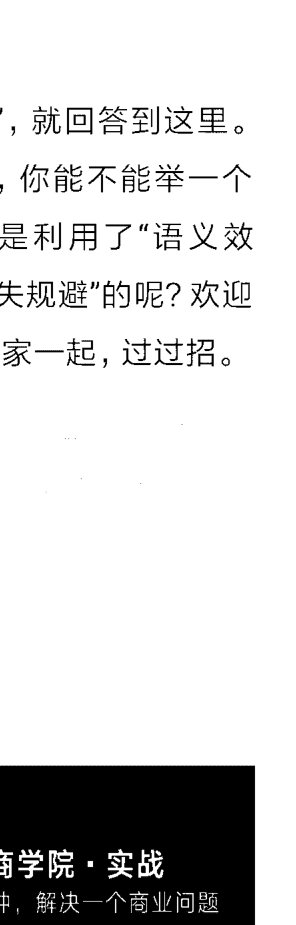 ”，就回答到这里。
，你能不能举一个
是利用了“语义效
失规避”的呢？欢迎
家一起，过过招。
商学院·实战
钟，解决一个商业问题